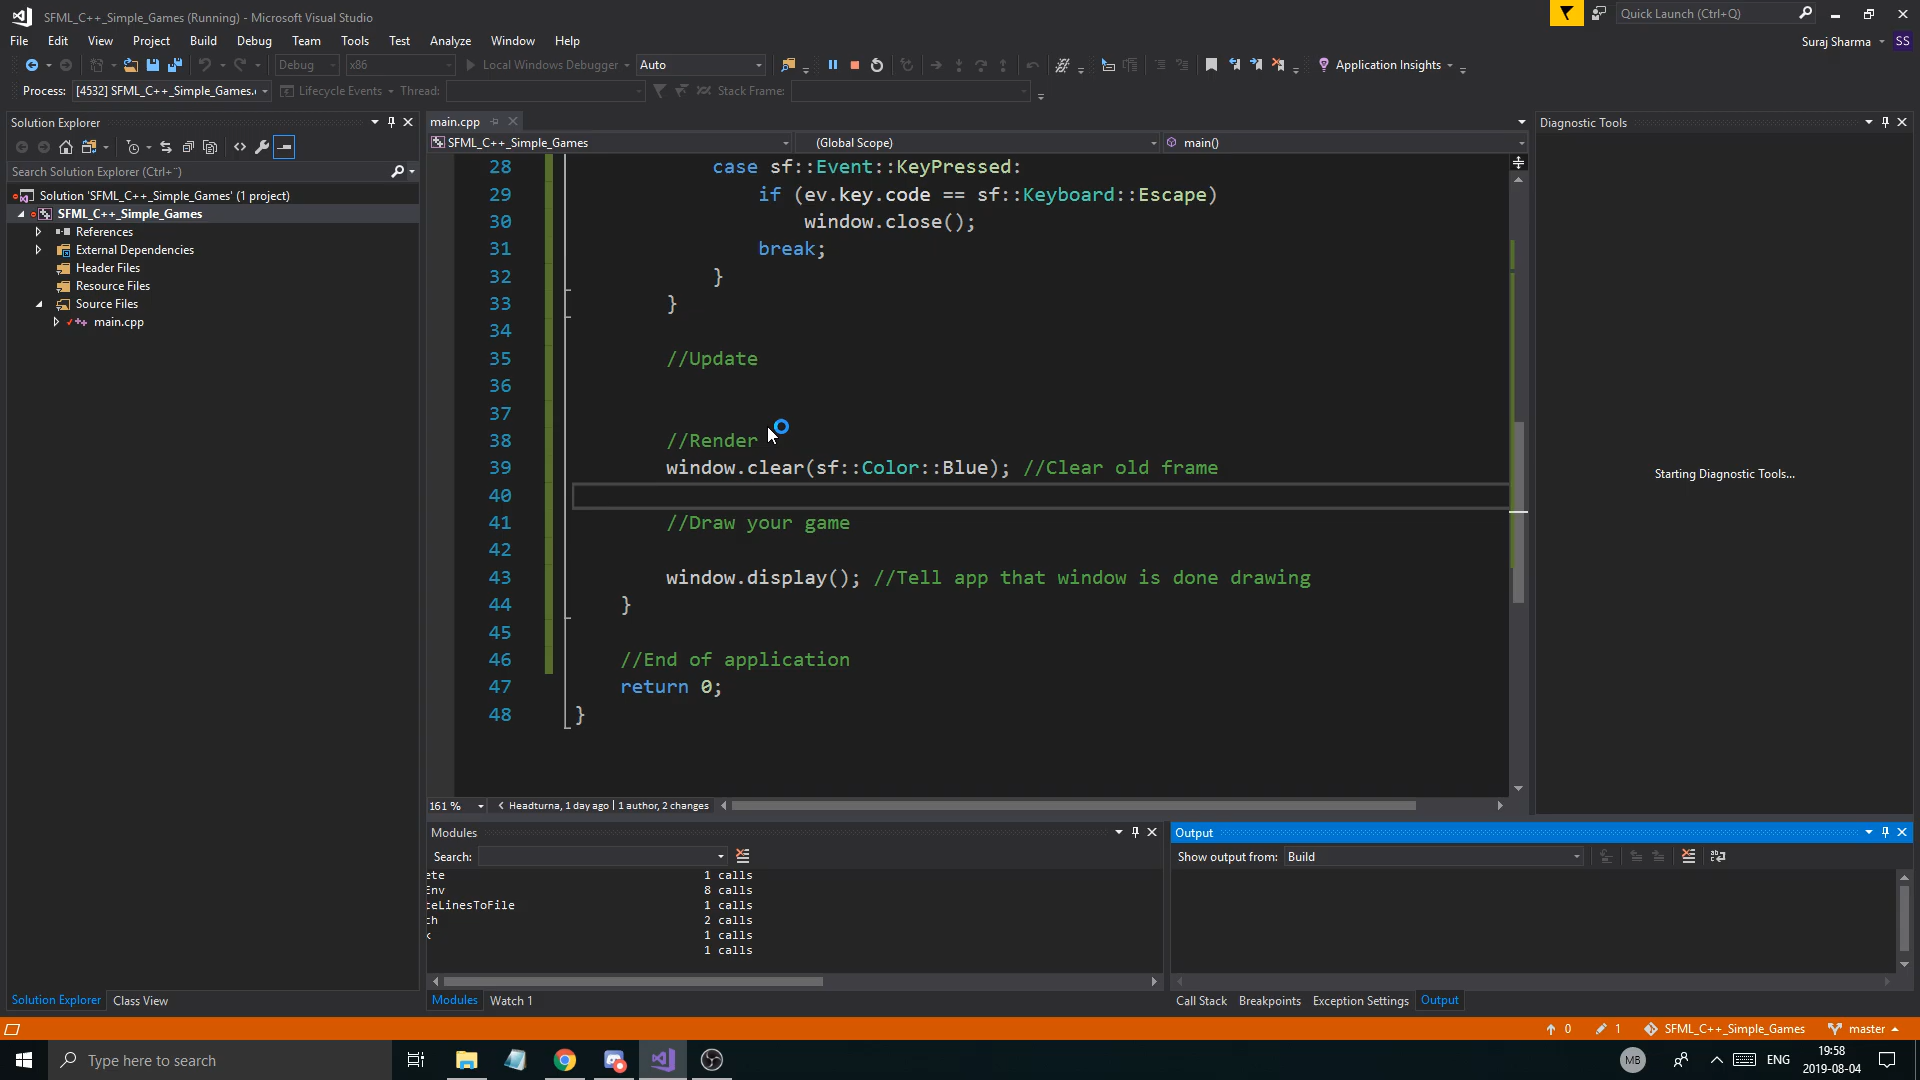 SFML_C++_Simple_Games (Running) - Microsoft Visual Studio
Quick Launch (Ctrl+Q)
File Edit View Project Build Debug Team Tools Test Analyze Window Help
Suraj Sharma SS
Debug x86 Local Windows Debugger Auto Application Insights
Process: [4532] SFML_C++_Simple_Games. Lifecycle Events Thread: Stack Frame:
Solution Explorer
main.cpp
Diagnostic Tools
SFML_C++_Simple_Games (Global Scope) main()
Search Solution Explorer (Ctrl+¨)
Solution 'SFML_C++_Simple_Games' (1 project)
SFML_C++_Simple_Games
References
External Dependencies
Header Files
Resource Files
Source Files
main.cpp
28 case sf::Event::KeyPressed:
29 if (ev.key.code == sf::Keyboard::Escape)
30 window.close();
31 break;
32 }
33 }
34
35 //Update
36
37
38 //Render
39 window.clear(sf::Color::Blue); //Clear old frame
40
41 //Draw your game
42
43 window.display(); //Tell app that window is done drawing
44 }
45
46 //End of application
47 return 0;
48 }
Starting Diagnostic Tools...
161 % Headturna, 1 day ago | 1 author, 2 changes
Modules
Search:
ete 1 calls
Env 8 calls
ceLinesToFile 1 calls
ch 2 calls
1 calls
1 calls
Output
Show output from: Build
Solution Explorer Class View
Modules Watch 1
Call Stack Breakpoints Exception Settings Output
0 1 SFML_C++_Simple_Games master
Type here to search
MB ENG 19:58
2019-08-04